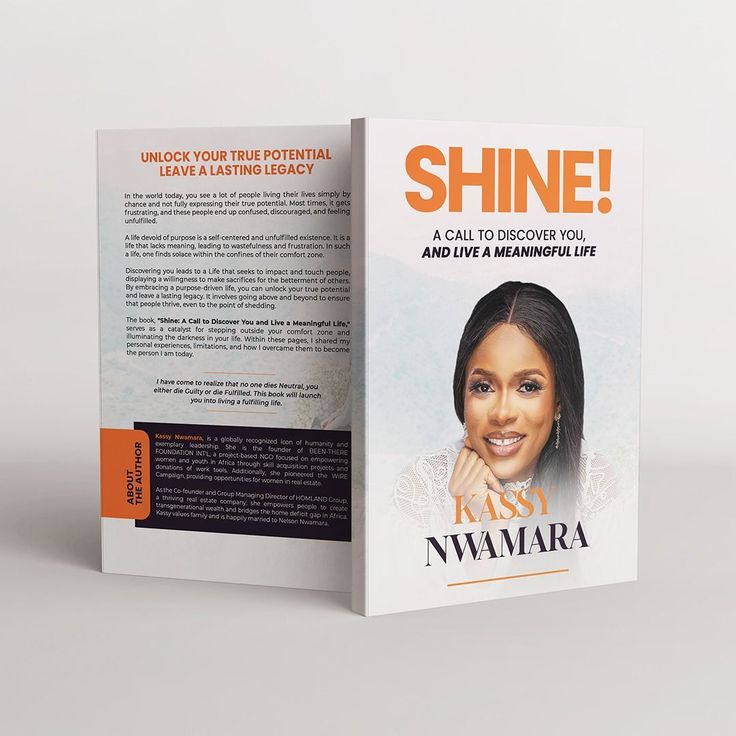 UNLOCK YOUR TRUE POTENTIAL
LEAVE A LASTING LEGACY
In the world today, you see a lot of people living their lives simply by
chance and not fully expressing their true potential. Most times, it gets
frustrating, and these people end up confused, discouraged, and feeling
unfulfilled.
A life devoid of purpose is a self-centered and unfulfilled existence. It is a
life that lacks meaning, leading to wastefulness and frustration. In such
a life, one finds solace within the confines of their comfort zone.
Discovering you leads to a Life that seeks to impact and touch people,
displaying a willingness to make sacrifices for the betterment of others.
By embracing a purpose-driven life, you can unlock your true potential
and leave a lasting legacy. It involves going above and beyond to ensure
that people thrive, even to the point of shedding.
The book, "Shine: A Call to Discover You and Live a Meaningful Life,"
serves as a catalyst for stepping outside your comfort zone and
illuminating the darkness in your life. Within these pages, I shared my
personal experiences, limitations, and how I overcame them to become
the person I am today.
I have come to realize that no one dies Neutral, you
either die Guilty or die Fulfilled. This book will launch
you into living a fulfilling life.
ABOUT
THE AUTHOR
Kassy Nwamara, is a globally recognized icon of humanity and
exemplary leadership. She is the founder of BEEN-THERE
FOUNDATION INT'L, a project-based NGO focused on empowering
women and youth in Africa through skill acquisition projects and
donations of work tools. Additionally, she pioneered the WIRE
Campaign, providing opportunities for women in real estate.
As the Co-founder and Group Managing Director of HOMLAND Group,
a thriving real estate company, she empowers people to create
transgenerational wealth and bridges the home deficit gap in Africa.
Kassy values family and is happily married to Nelson Nwamara.
SHINE!
A CALL TO DISCOVER YOU,
AND LIVE A MEANINGFUL LIFE
KASSY
NWAMARA